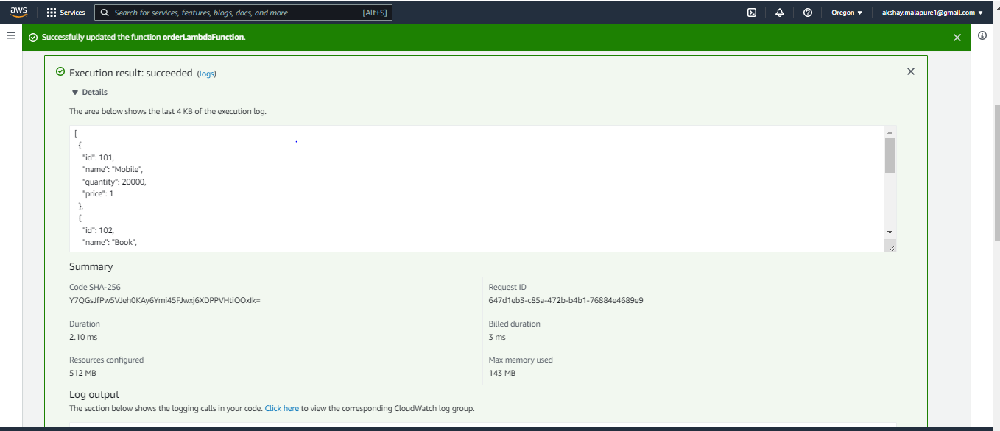 aws Services Search for services, features, blogs, docs, and more [Alt+S] Oregon ▼ akshay.malapure1@gmail.com ▼
Successfully updated the function orderLambdaFunction.
Execution result: succeeded (logs)
▼ Details
The area below shows the last 4 KB of the execution log.
[
{
"id": 101,
"name": "Mobile",
"quantity": 20000,
"price": 1
},
{
"id": 102,
"name": "Book",
Summary
Code SHA-256
Y7QGsJfPw5VJeh0KAy6Ymi45FJwxj6XDPPVHtiOOxIk=
Request ID
647d1eb3-c85a-472b-b4b1-76884e4689e9
Duration
2.10 ms
Billed duration
3 ms
Resources configured
512 MB
Max memory used
143 MB
Log output
The section below shows the logging calls in your code. Click here to view the corresponding CloudWatch log group.